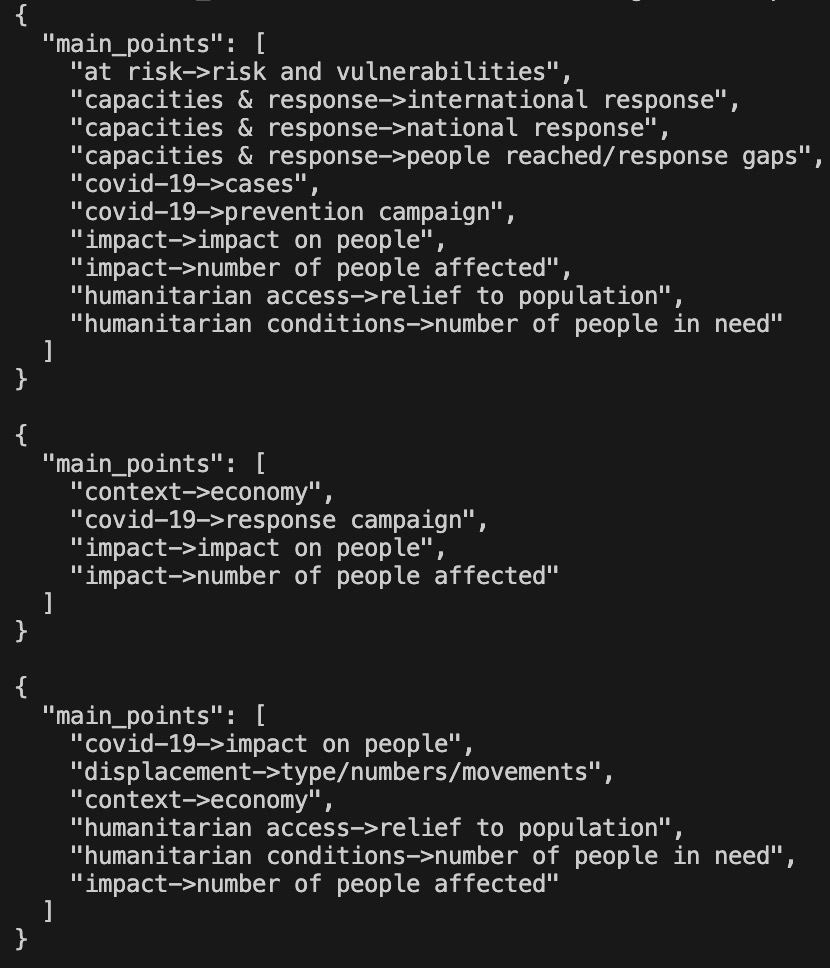 {
  "main_points": [
    "at risk->risk and vulnerabilities",
    "capacities & response->international response",
    "capacities & response->national response",
    "capacities & response->people reached/response gaps",
    "covid-19->cases",
    "covid-19->prevention campaign",
    "impact->impact on people",
    "impact->number of people affected",
    "humanitarian access->relief to population",
    "humanitarian conditions->number of people in need"
  ]
}

{
  "main_points": [
    "context->economy",
    "covid-19->response campaign",
    "impact->impact on people",
    "impact->number of people affected"
  ]
}

{
  "main_points": [
    "covid-19->impact on people",
    "displacement->type/numbers/movements",
    "context->economy",
    "humanitarian access->relief to population",
    "humanitarian conditions->number of people in need",
    "impact->number of people affected"
  ]
}